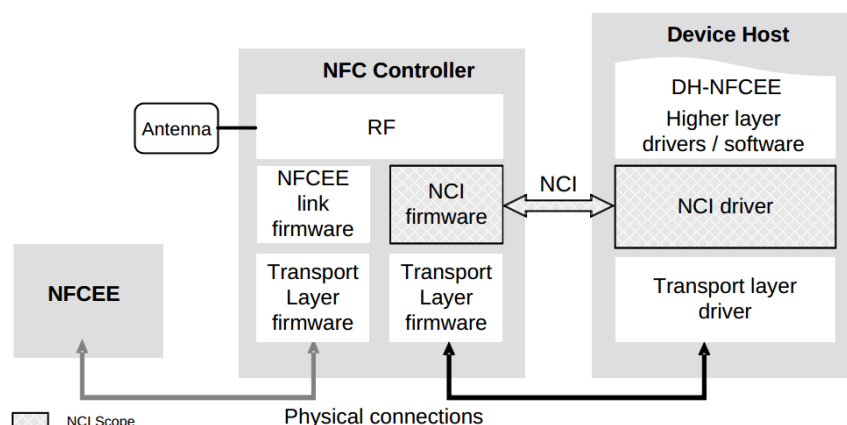 Device Host
NFC Controller
DH-NFCEE
Higher layer
drivers / software
Antenna
RF
NFCEE
link
firmware
NCI
firmware
NCI
NCI driver
NFCEE
Transport
Layer
firmware
Transport
Layer
firmware
Transport layer
driver
NCI Scope
Physical connections